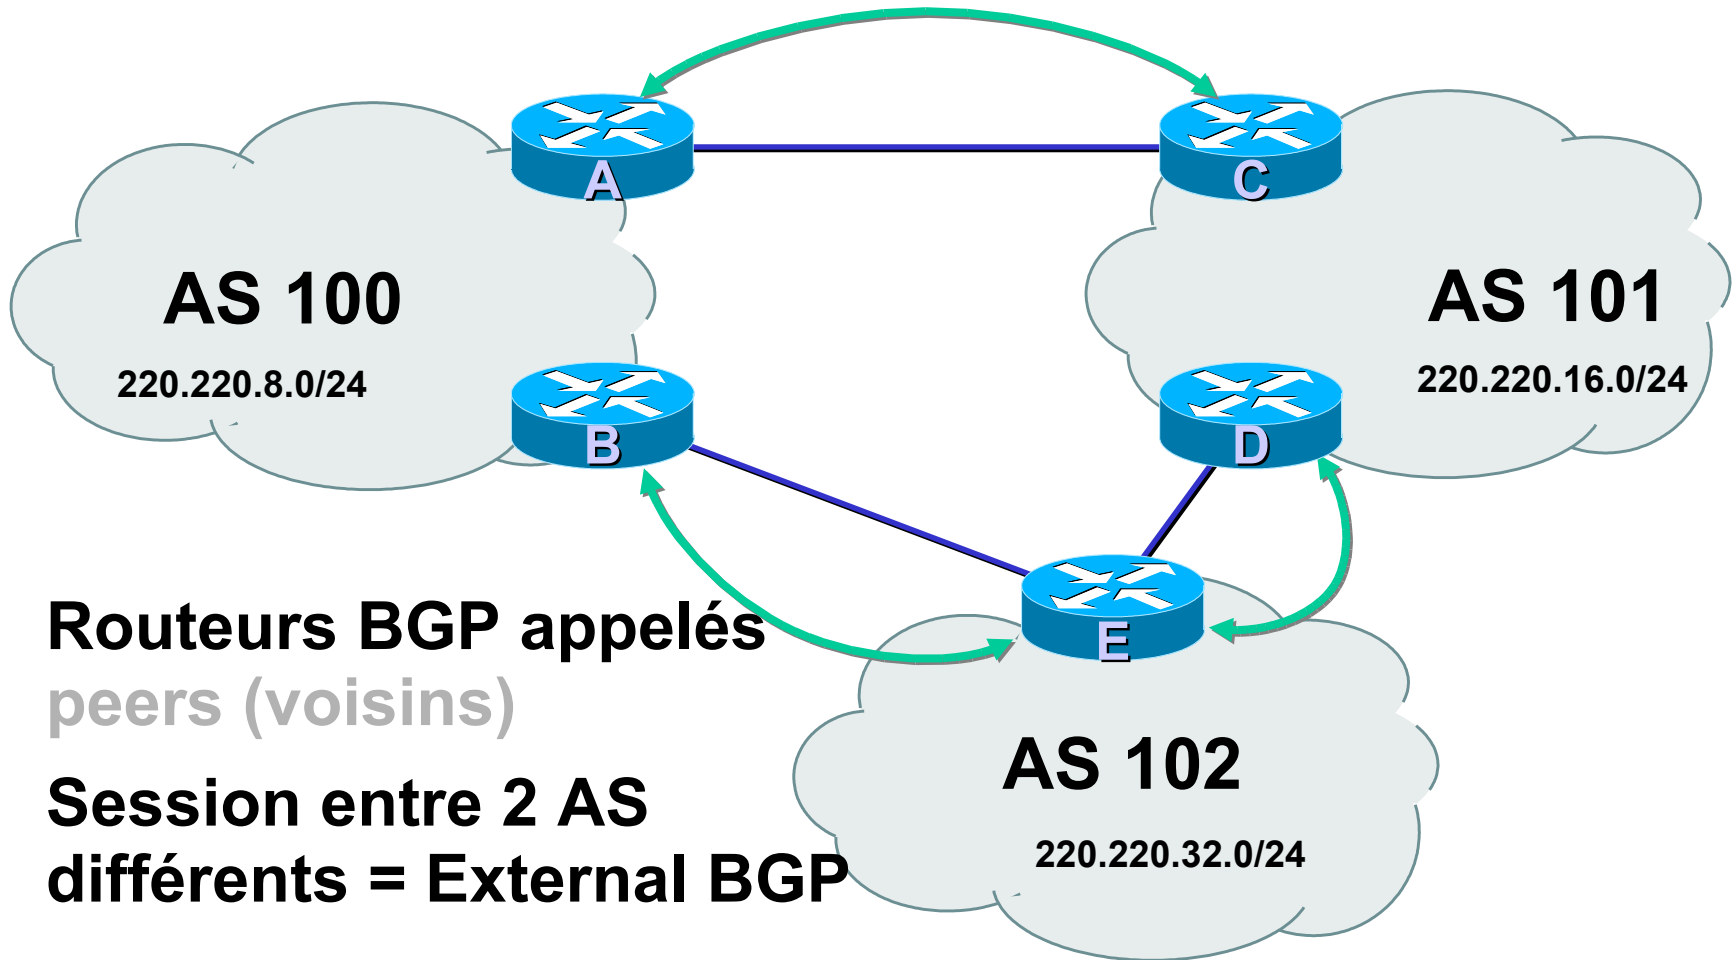 A
C
AS 100
AS 101
220.220.8.0/24
220.220.16.0/24
B
D
E
Routeurs BGP appelés
peers (voisins)
AS 102
Session entre 2 AS
différents = External BGP
220.220.32.0/24